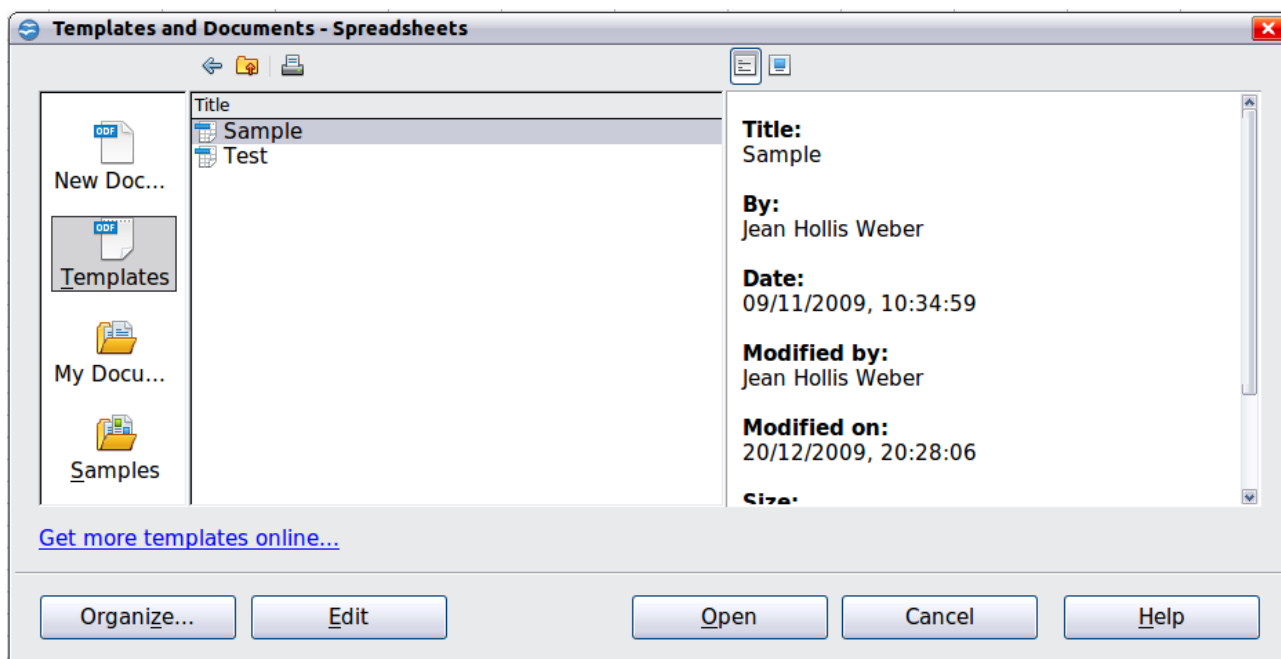 Templates and Documents - Spreadsheets
ODF
New Doc...
ODF
Templates
My Docu...
Samples
Title
Sample
Test
Title:
Sample
By:
Jean Hollis Weber
Date:
09/11/2009, 10:34:59
Modified by:
Jean Hollis Weber
Modified on:
20/12/2009, 20:28:06
Size:
Get more templates online...
Organize...
Edit
Open
Cancel
Help